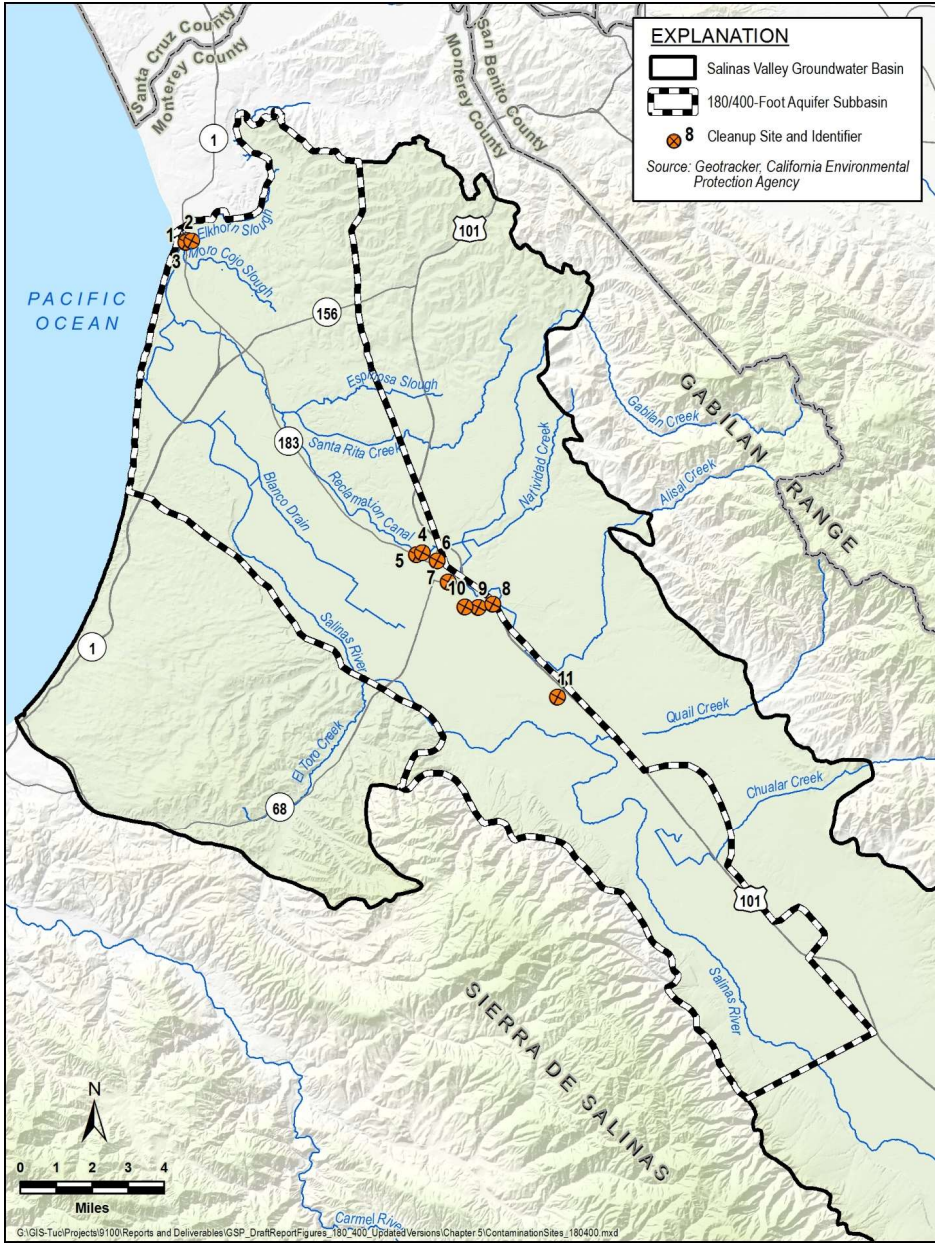 Santa Cruz County
Monterey County
San Benito County
Monterey County
EXPLANATION
Salinas Valley Groundwater Basin
180/400-Foot Aquifer Subbasin
8 Cleanup Site and Identifier
Source: Geotracker, California Environmental
Protection Agency
1
101
1
2
3
Elkhorn Slough
Moro Cojo Slough
PACIFIC
OCEAN
156
Espinosa Slough
Gabilan Creek
GABILAN
RANGE
183
Santa Rita Creek
Natividad Creek
Alisal Creek
Reclamation Canal
Blanco Drain
4
5
6
7
10
9
8
Salinas River
1
11
Quail Creek
El Toro Creek
Chualar Creek
68
101
Salinas River
SIERRA DE SALINAS
N
0 1 2 3 4
Miles
Carmel River
G:\GIS-Tuc\Projects\9100\Reports and Deliverables\GSP_DraftReportFigures_180_400_UpdatedVersions\Chapter 5\ContaminationSites_180400.mxd